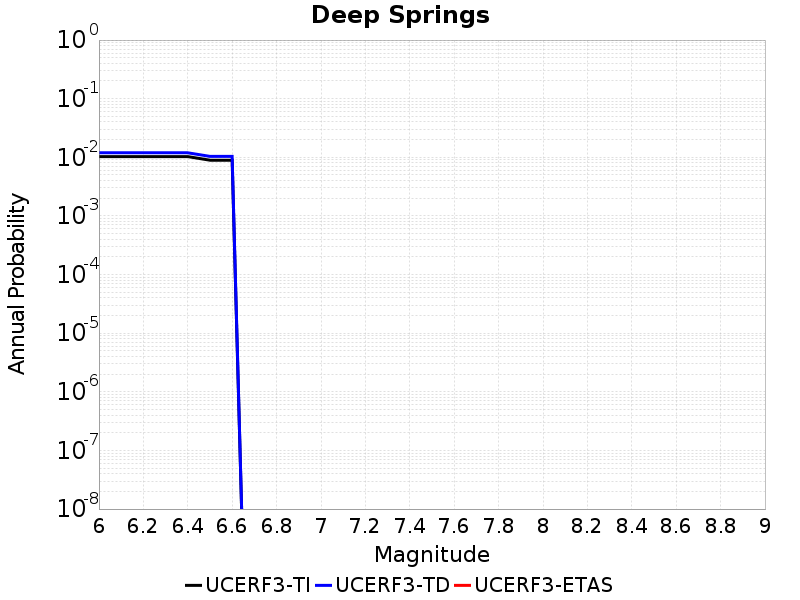 Deep Springs
10^0
10^-1
10^-2
10^-3
10^-4
10^-5
10^-6
10^-7
10^-8
Annual Probability
6 6.2 6.4 6.6 6.8 7 7.2 7.4 7.6 7.8 8 8.2 8.4 8.6 8.8 9
Magnitude
UCERF3-TI UCERF3-TD UCERF3-ETAS